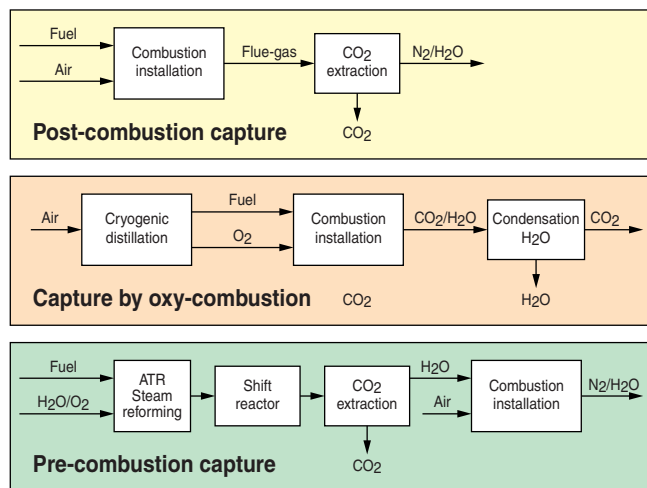 Fuel
Air
Combustion
installation
Flue-gas
CO2
extraction
N2/H2O
CO2
Post-combustion capture
Air
Cryogenic
distillation
Fuel
O2
Combustion
installation
CO2/H2O
Condensation
H2O
CO2
H2O
Capture by oxy-combustion
CO2
Fuel
H2O/O2
ATR
Steam
reforming
Shift
reactor
CO2
extraction
H2O
Air
Combustion
installation
N2/H2O
CO2
Pre-combustion capture